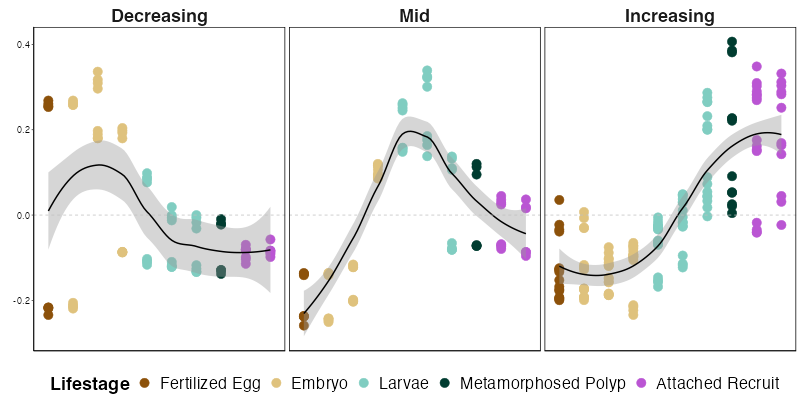 Decreasing Mid Increasing
0.4
0.2
0.0
-0.2
Lifestage Fertilized Egg Embryo Larvae Metamorphosed Polyp Attached Recruit